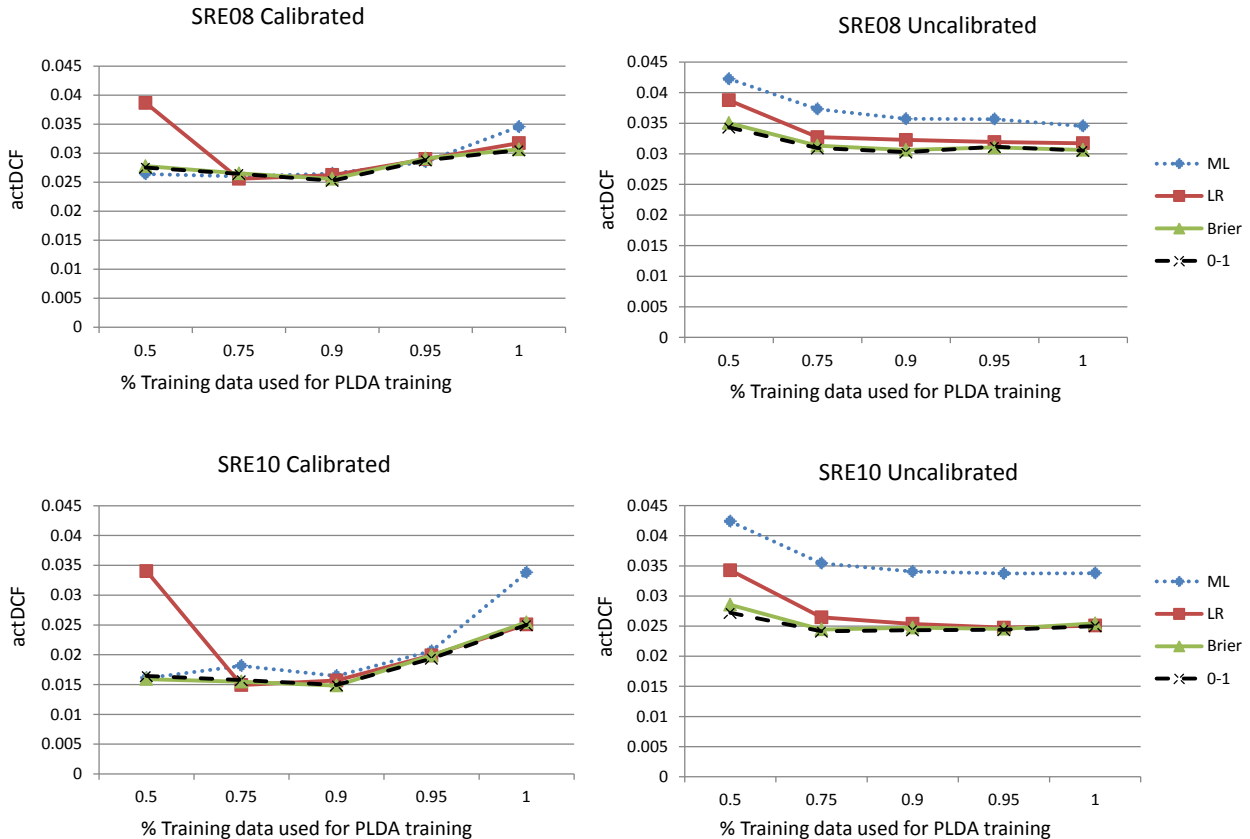 SRE08 Calibrated
0.045
0.04
0.035
0.03
0.025
0.02
0.015
0.01
0.005
0
actDCF
0.5 0.75 0.9 0.95 1
% Training data used for PLDA training
SRE08 Uncalibrated
0.045
0.04
0.035
0.03
0.025
0.02
0.015
0.01
0.005
0
actDCF
0.5 0.75 0.9 0.95 1
% Training data used for PLDA training
ML
LR
Brier
0-1
SRE10 Calibrated
0.045
0.04
0.035
0.03
0.025
0.02
0.015
0.01
0.005
0
actDCF
0.5 0.75 0.9 0.95 1
% Training data used for PLDA training
SRE10 Uncalibrated
0.045
0.04
0.035
0.03
0.025
0.02
0.015
0.01
0.005
0
actDCF
0.5 0.75 0.9 0.95 1
% Training data used for PLDA training
ML
LR
Brier
0-1